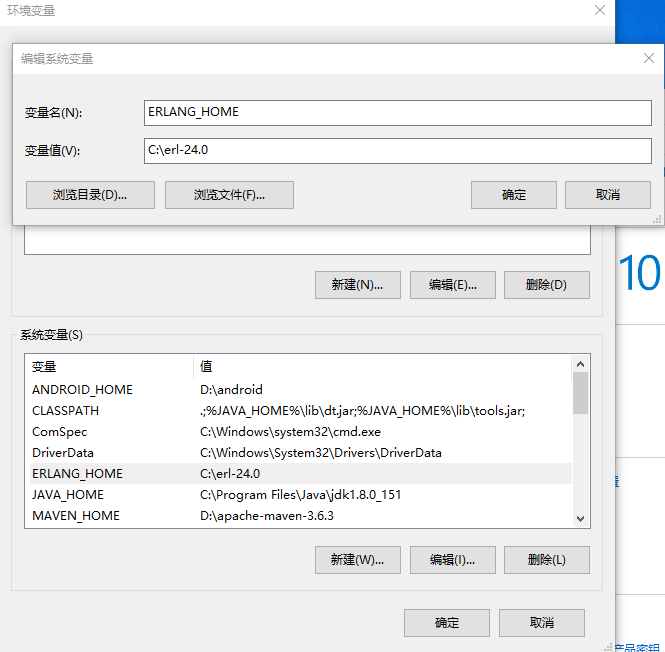 环境变量
编辑系统变量
变量名(N):
ERLANG_HOME
变量值(V):
C:\erl-24.0
浏览目录(D)...
浏览文件(F)...
确定
取消
10
新建(N)...
编辑(E)...
删除(D)
系统变量(S)
变量 值
ANDROID_HOME D:\android
CLASSPATH .;%JAVA_HOME%\lib\dt.jar;%JAVA_HOME%\lib\tools.jar;
ComSpec C:\Windows\system32\cmd.exe
DriverData C:\Windows\System32\Drivers\DriverData
ERLANG_HOME C:\erl-24.0
JAVA_HOME C:\Program Files\Java\jdk1.8.0_151
MAVEN_HOME D:\apache-maven-3.6.3
新建(W)...
编辑(I)...
删除(L)
确定
取消
产品密钥